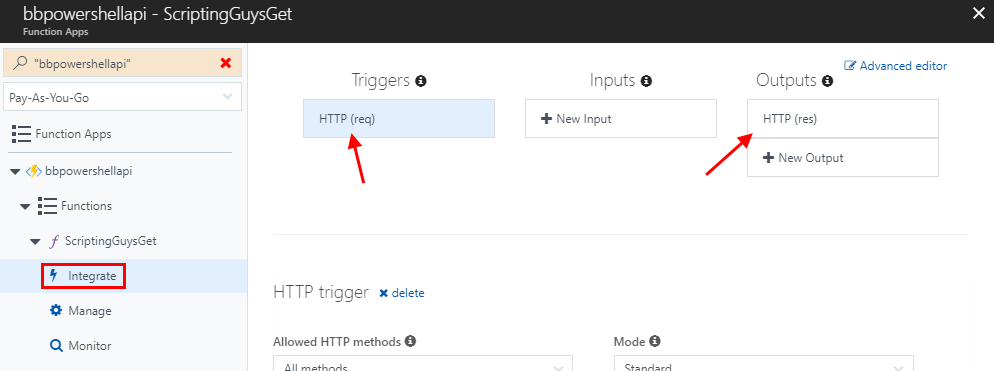 bbpowershellapi - ScriptingGuysGet
Function Apps
"bbpowershellapi"
Pay-As-You-Go
Function Apps
bbpowershellapi
Functions
ScriptingGuysGet
Integrate
Manage
Monitor
Advanced editor
Triggers
Inputs
Outputs
HTTP (req)
New Input
HTTP (res)
New Output
HTTP trigger
delete
Allowed HTTP methods
Mode
All methods
Standard